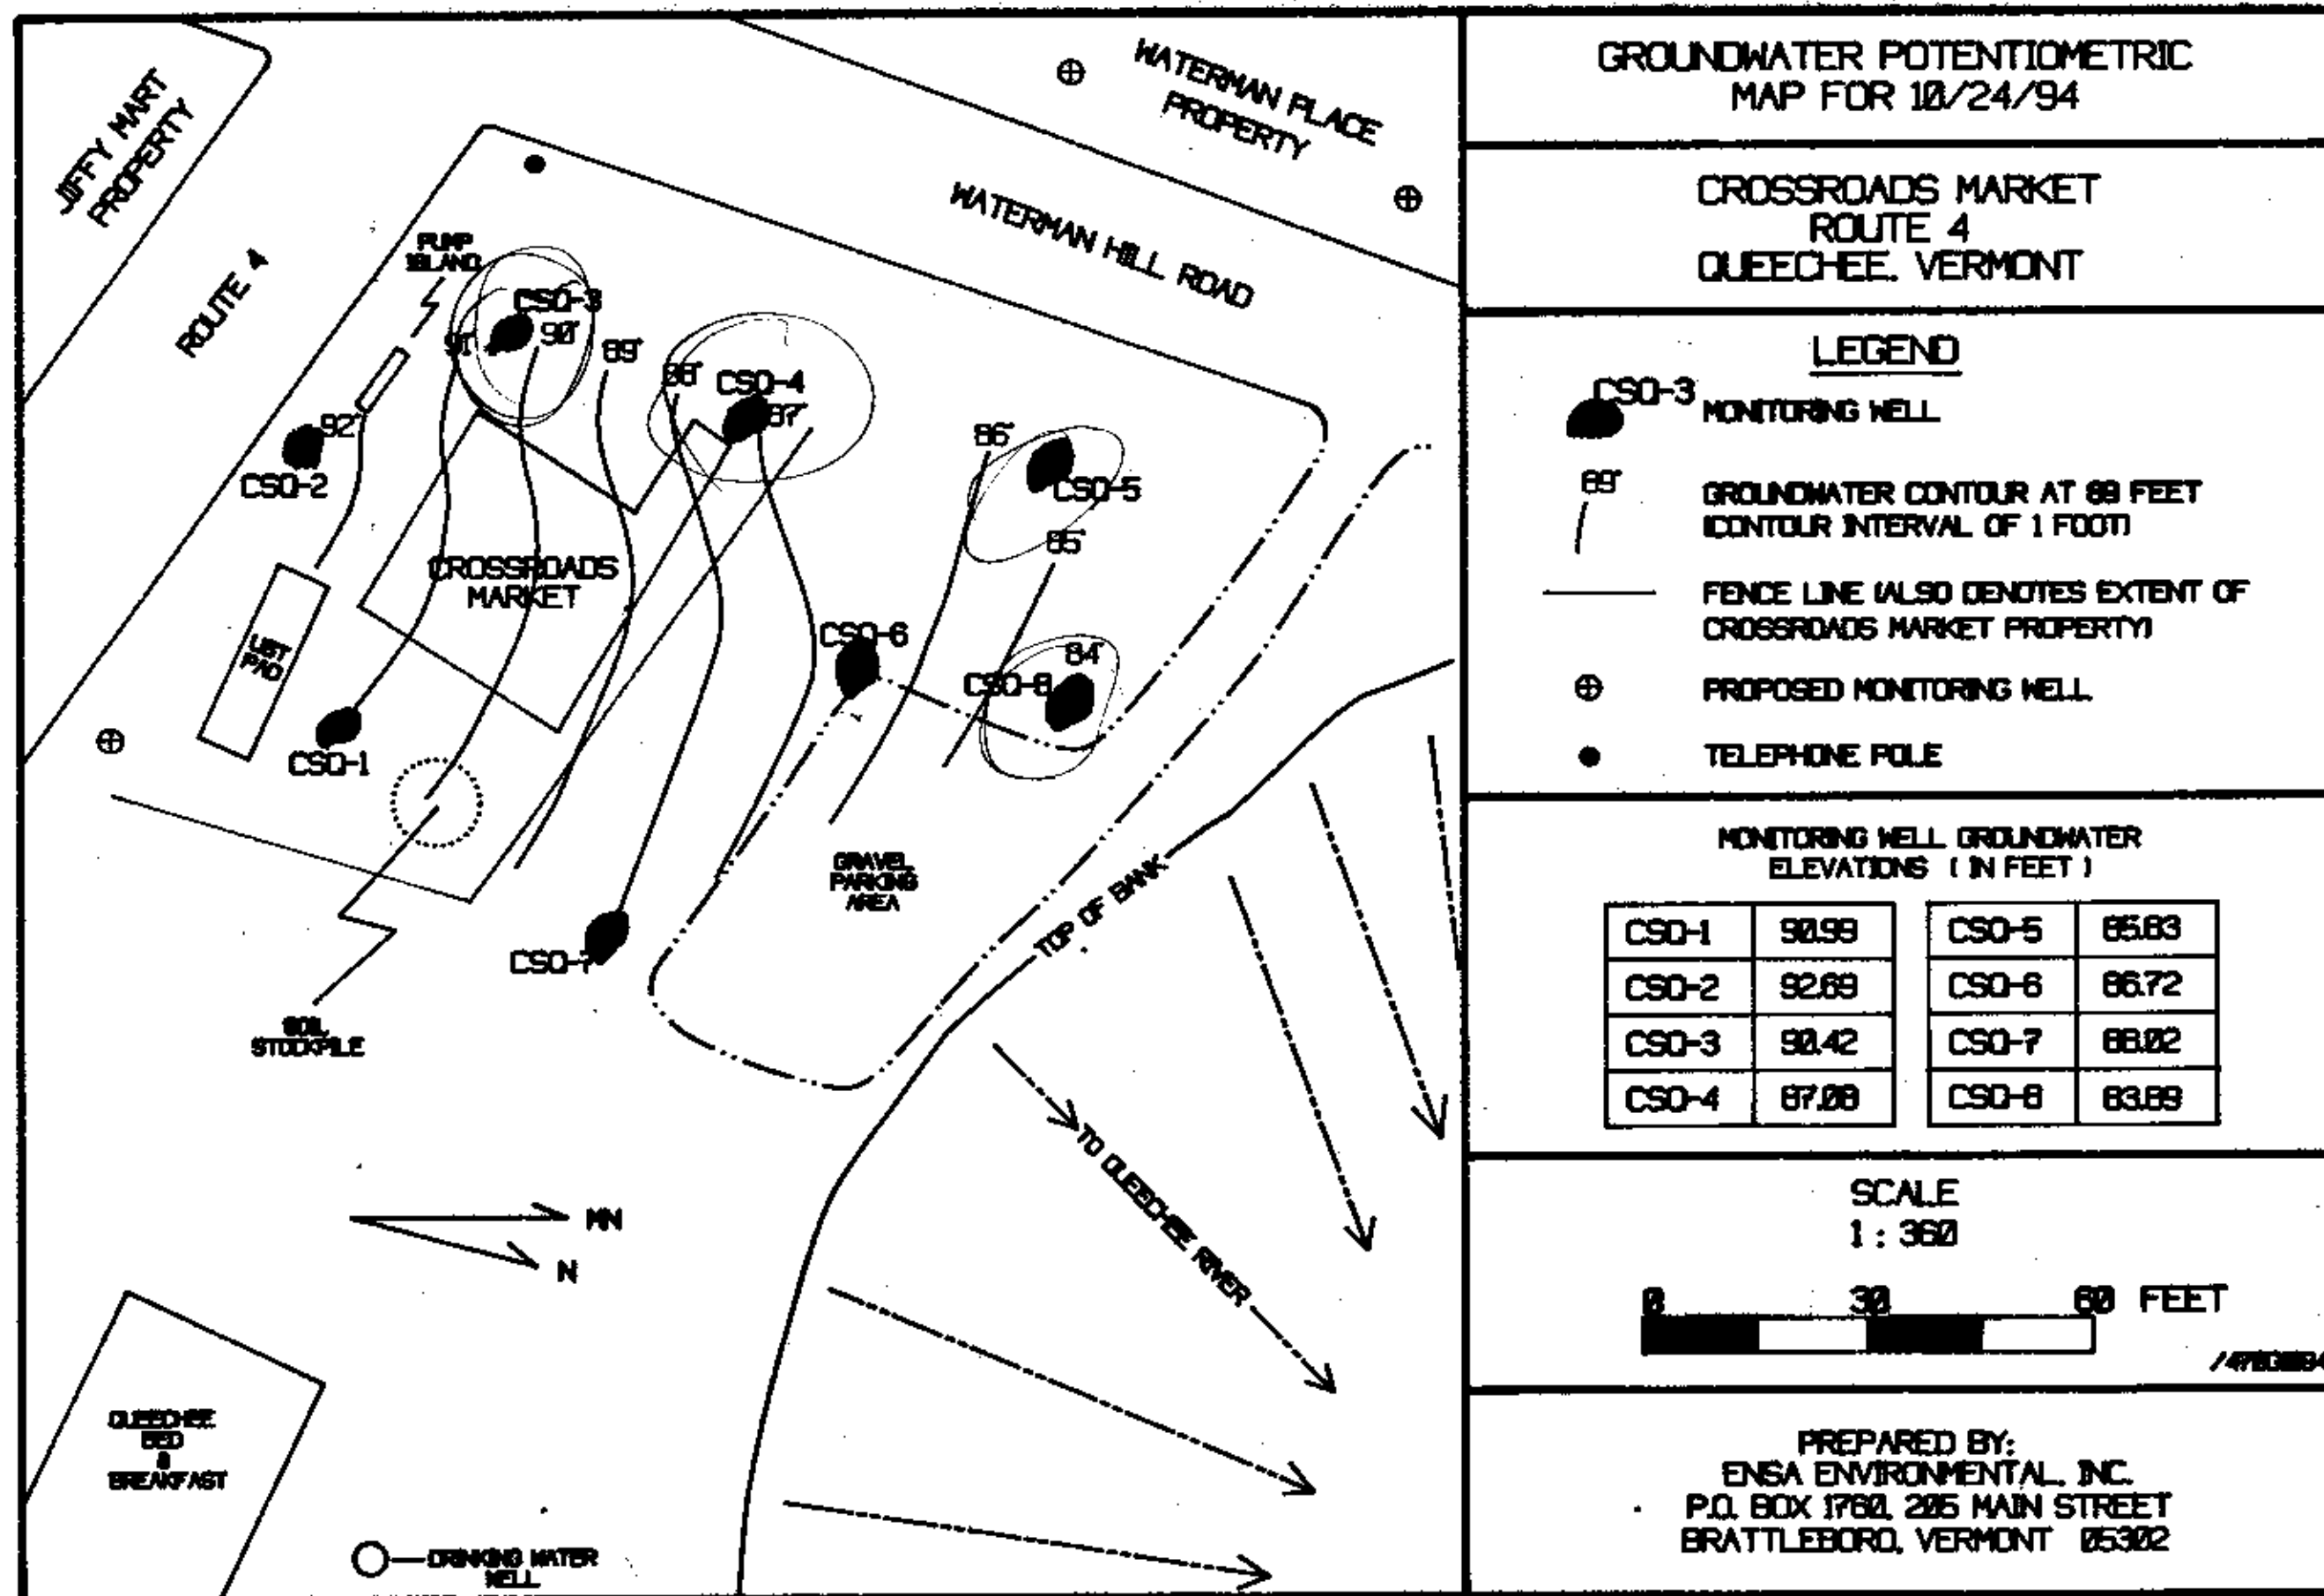 JIFFY MART
PROPERTY
ROUTE 4
WATERMAN PLACE
PROPERTY
WATERMAN HILL ROAD
PUMP
ISLAND
CSO-3
91'
90'
89'
88'
CSO-4
87'
92'
CSO-2
86'
CSO-5
85'
CROSSROADS
MARKET
UST
PAD
CSO-6
84'
CSO-8
CSO-1
GRAVEL
PARKING
AREA
TOP OF BANK
CSO-7
SOIL
STOCKPILE
TO QUEECHEE RIVER
MN
N
QUEECHEE
BED
&
BREAKFAST
DRINKING WATER
WELL
GROUNDWATER POTENTIOMETRIC
MAP FOR 10/24/94
CROSSROADS MARKET
ROUTE 4
QUEECHEE, VERMONT
LEGEND
CSO-3
MONITORING WELL
89'
GROUNDWATER CONTOUR AT 89 FEET
(CONTOUR INTERVAL OF 1 FOOT)
FENCE LINE (ALSO DENOTES EXTENT OF
CROSSROADS MARKET PROPERTY)
PROPOSED MONITORING WELL
TELEPHONE POLE
MONITORING WELL GROUNDWATER
ELEVATIONS ( IN FEET )
CSO-1 90.99 CSO-5 85.83
CSO-2 92.69 CSO-6 86.72
CSO-3 90.42 CSO-7 88.02
CSO-4 87.08 CSO-8 83.89
SCALE
1 : 360
0 30 60 FEET
PREPARED BY:
ENSA ENVIRONMENTAL, INC.
P.O. BOX 1760, 205 MAIN STREET
BRATTLEBORO, VERMONT 05302